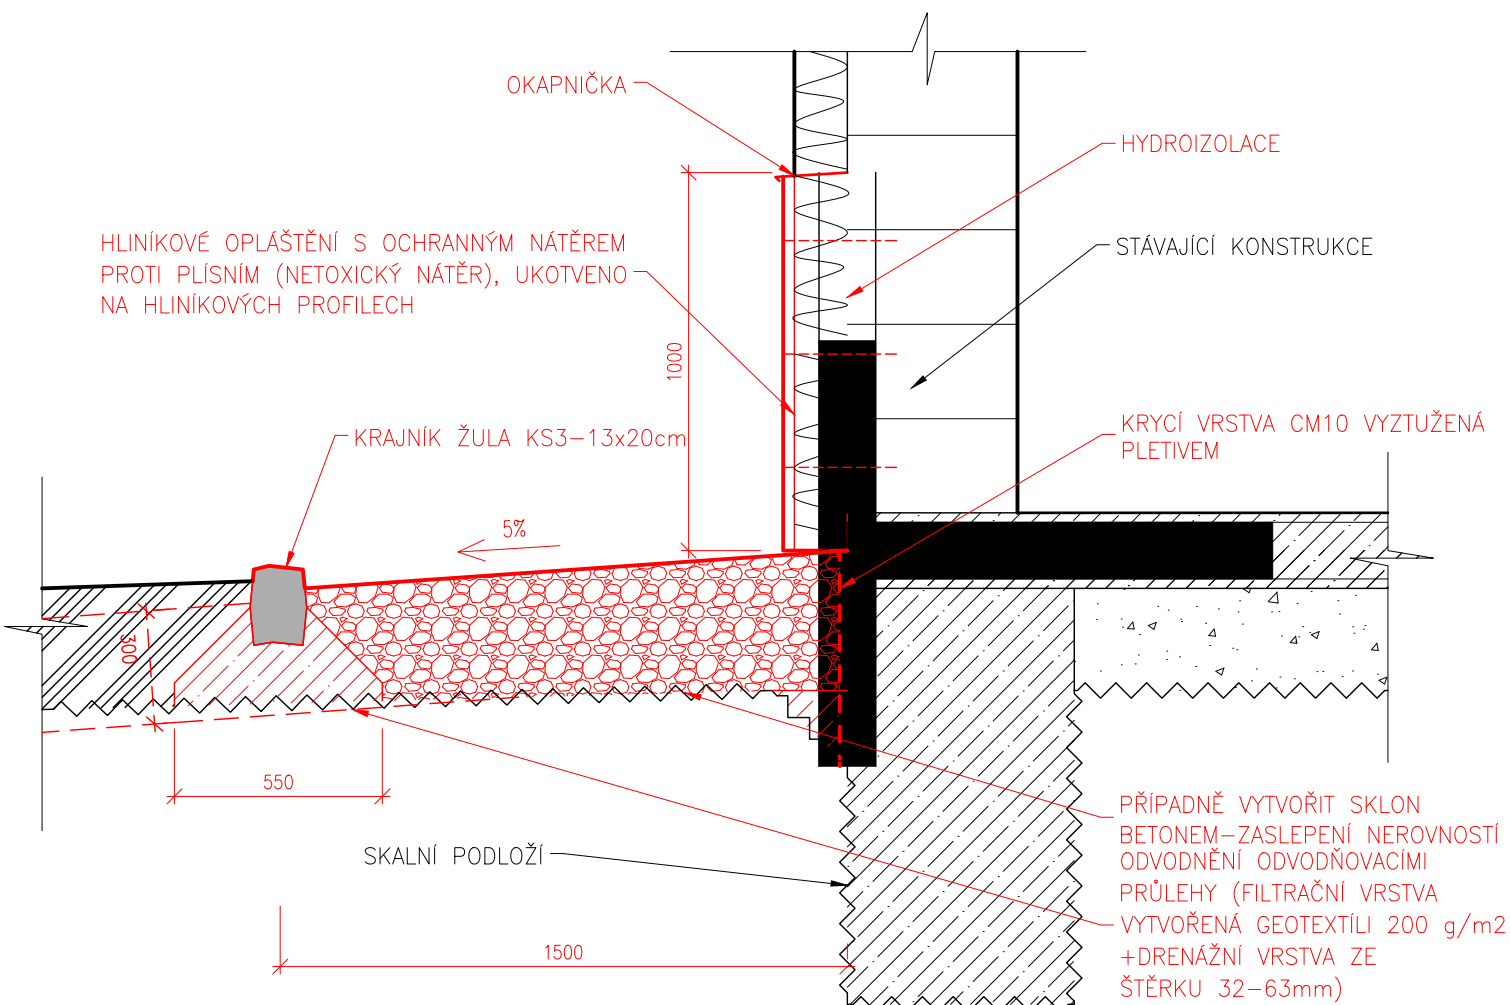 OKAPNIČKA
HYDROIZOLACE
HLINÍKOVÉ OPLÁŠTĚNÍ S OCHRANNÝM NÁTĚREM
PROTI PLÍSNÍM (NETOXICKÝ NÁTĚR), UKOTVENO
NA HLINÍKOVÝCH PROFILECH
STÁVAJÍCÍ KONSTRUKCE
1000
KRAJNÍK ŽULA KS3-13x20cm
KRYCÍ VRSTVA CM10 VYZTUŽENÁ
PLETIVEM
5%
300
550
SKALNÍ PODLOŽÍ
1500
PŘÍPADNĚ VYTVOŘIT SKLON
BETONEM-ZASLEPENÍ NEROVNOSTÍ
ODVODNĚNÍ ODVODŇOVACÍMI
PRŮLEHY (FILTRAČNÍ VRSTVA
VYTVOŘENÁ GEOTEXTÍLI 200 g/m2
+DRENÁŽNÍ VRSTVA ZE
ŠTĚRKU 32-63mm)